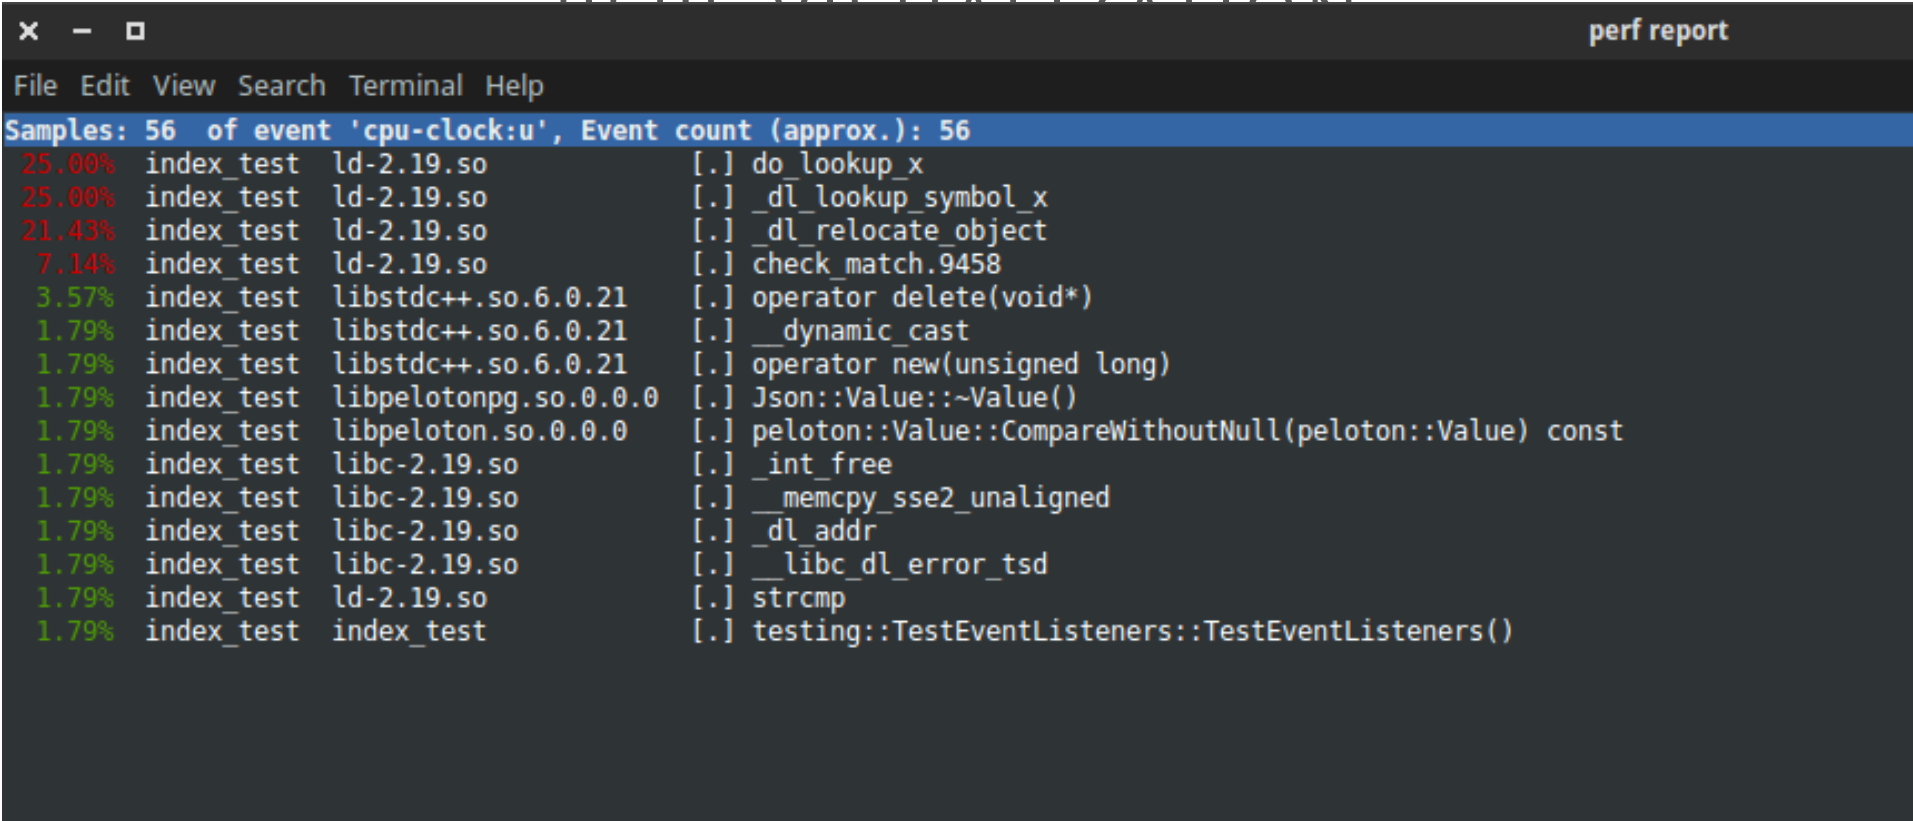 perf report
File Edit View Search Terminal Help
Samples: 56  of event 'cpu-clock:u', Event count (approx.): 56
25.00%  index_test  ld-2.19.so             [.] do_lookup_x
25.00%  index_test  ld-2.19.so             [.] _dl_lookup_symbol_x
21.43%  index_test  ld-2.19.so             [.] _dl_relocate_object
7.14%  index_test  ld-2.19.so             [.] check_match.9458
3.57%  index_test  libstdc++.so.6.0.21    [.] operator delete(void*)
1.79%  index_test  libstdc++.so.6.0.21    [.] __dynamic_cast
1.79%  index_test  libstdc++.so.6.0.21    [.] operator new(unsigned long)
1.79%  index_test  libpelotonpg.so.0.0.0  [.] Json::Value::~Value()
1.79%  index_test  libpeloton.so.0.0.0    [.] peloton::Value::CompareWithoutNull(peloton::Value) const
1.79%  index_test  libc-2.19.so           [.] _int_free
1.79%  index_test  libc-2.19.so           [.] __memcpy_sse2_unaligned
1.79%  index_test  libc-2.19.so           [.] _dl_addr
1.79%  index_test  libc-2.19.so           [.] __libc_dl_error_tsd
1.79%  index_test  ld-2.19.so             [.] strcmp
1.79%  index_test  index_test             [.] testing::TestEventListeners::TestEventListeners()